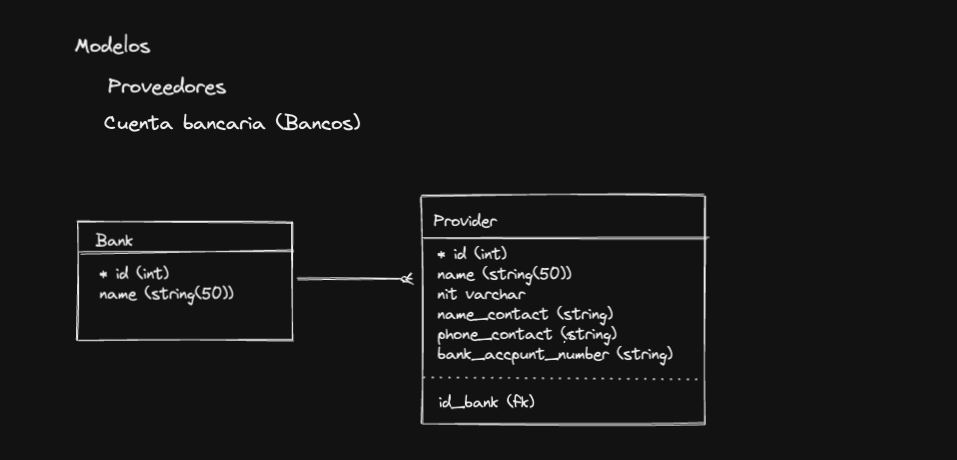 Modelos
Proveedores
Cuenta bancaria (Bancos)
Bank
* id (int)
name (string(50))
Provider
* id (int)
name (string(50))
nit varchar
name_contact (string)
phone_contact (string)
bank_accpunt_number (string)
id_bank (fk)